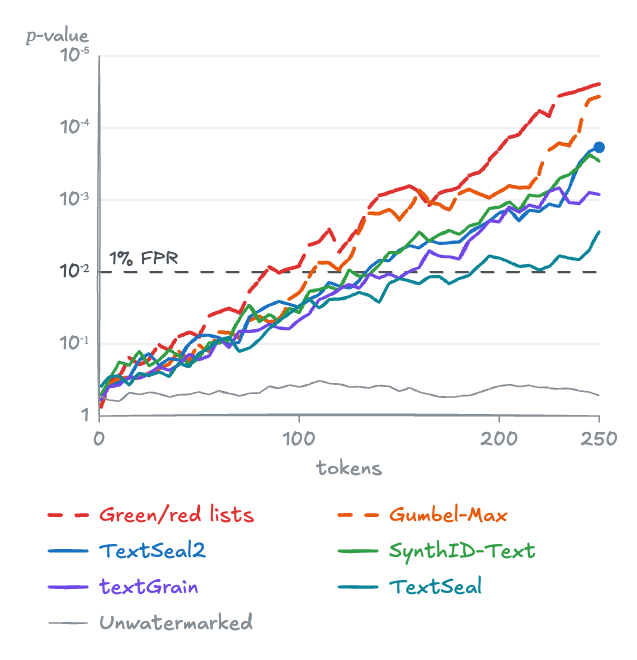 p-value
10⁻⁵
10⁻⁴
10⁻³
1% FPR
10⁻²
10⁻¹
1
0 100 200 250
tokens
Green/red lists Gumbel-Max
TextSeal2 SynthID-Text
textGrain TextSeal
Unwatermarked